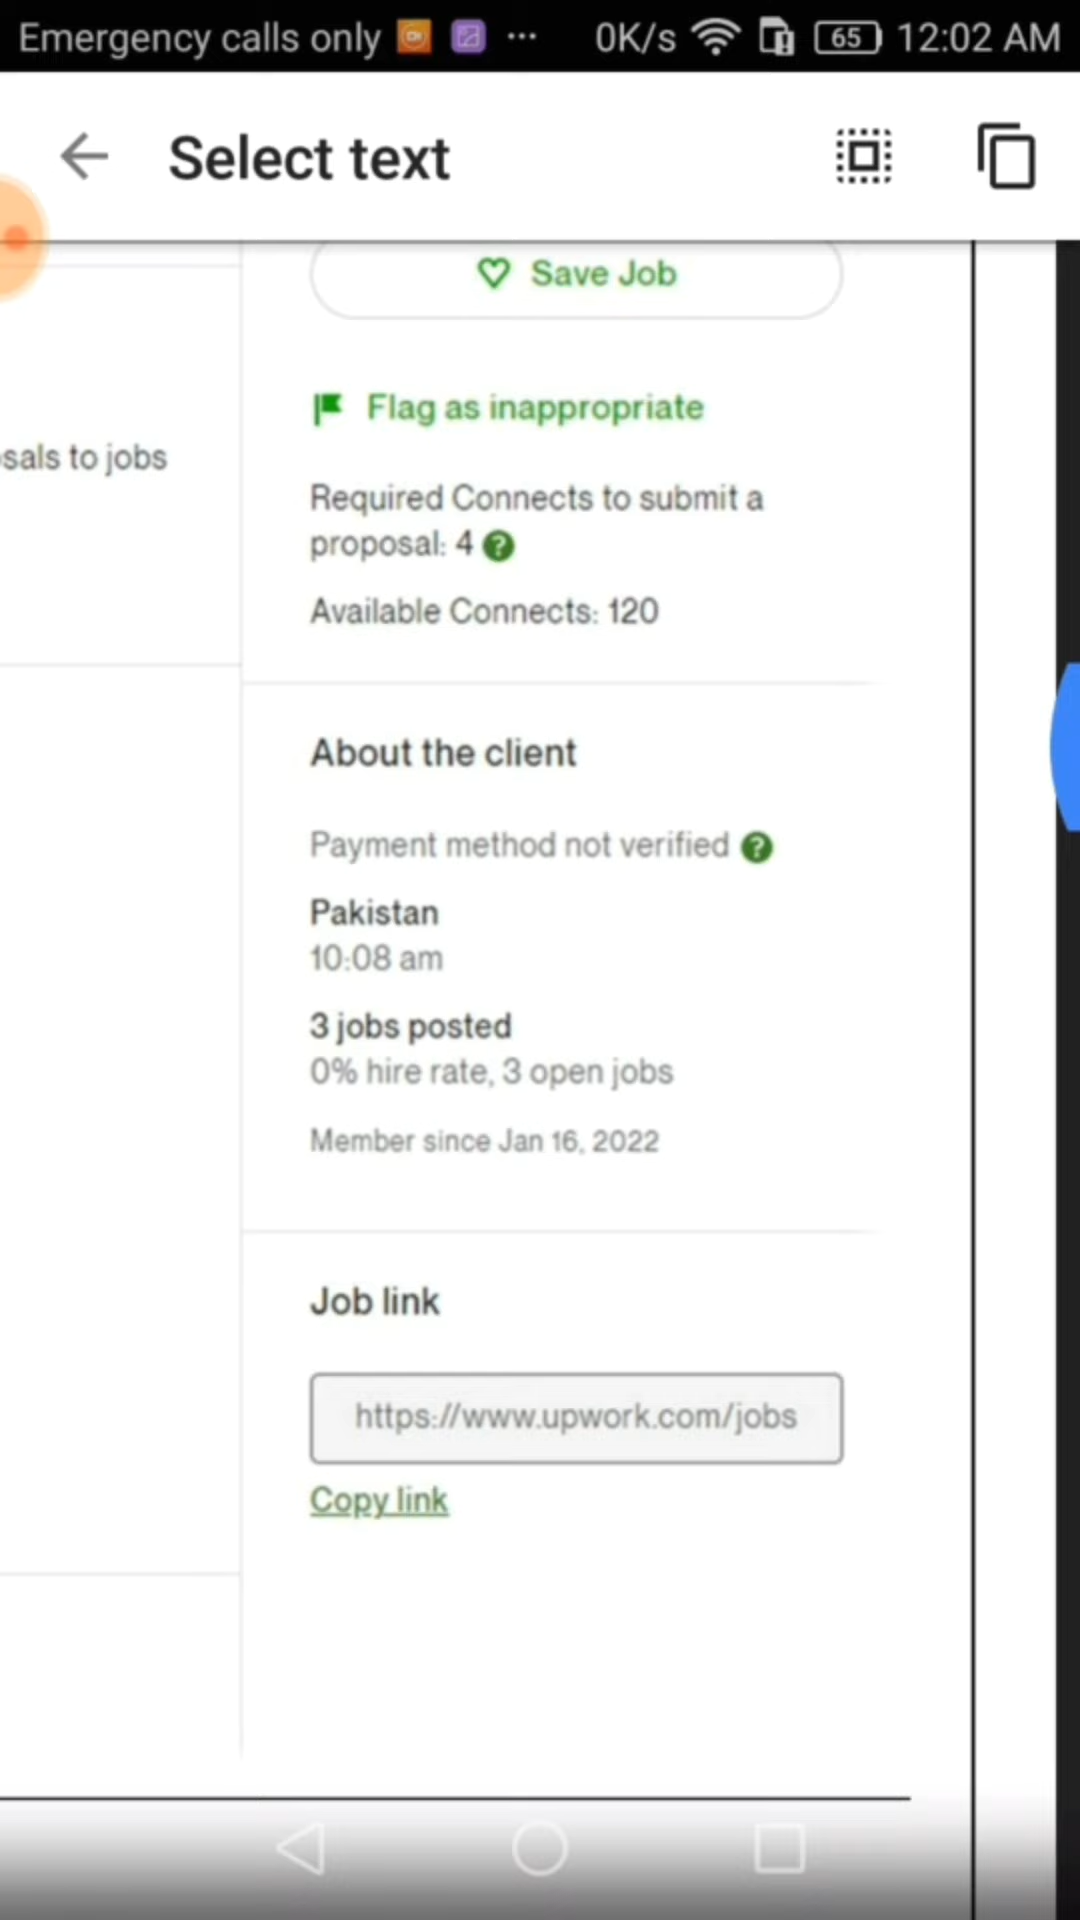 Emergency calls only ... 0K/s 65 12:02 AM
Select text
Save Job
Flag as inappropriate
sals to jobs
Required Connects to submit a
proposal: 4 ?
Available Connects: 120
About the client
Payment method not verified ?
Pakistan
10:08 am
3 jobs posted
0% hire rate, 3 open jobs
Member since Jan 16, 2022
Job link
https://www.upwork.com/jobs
Copy link